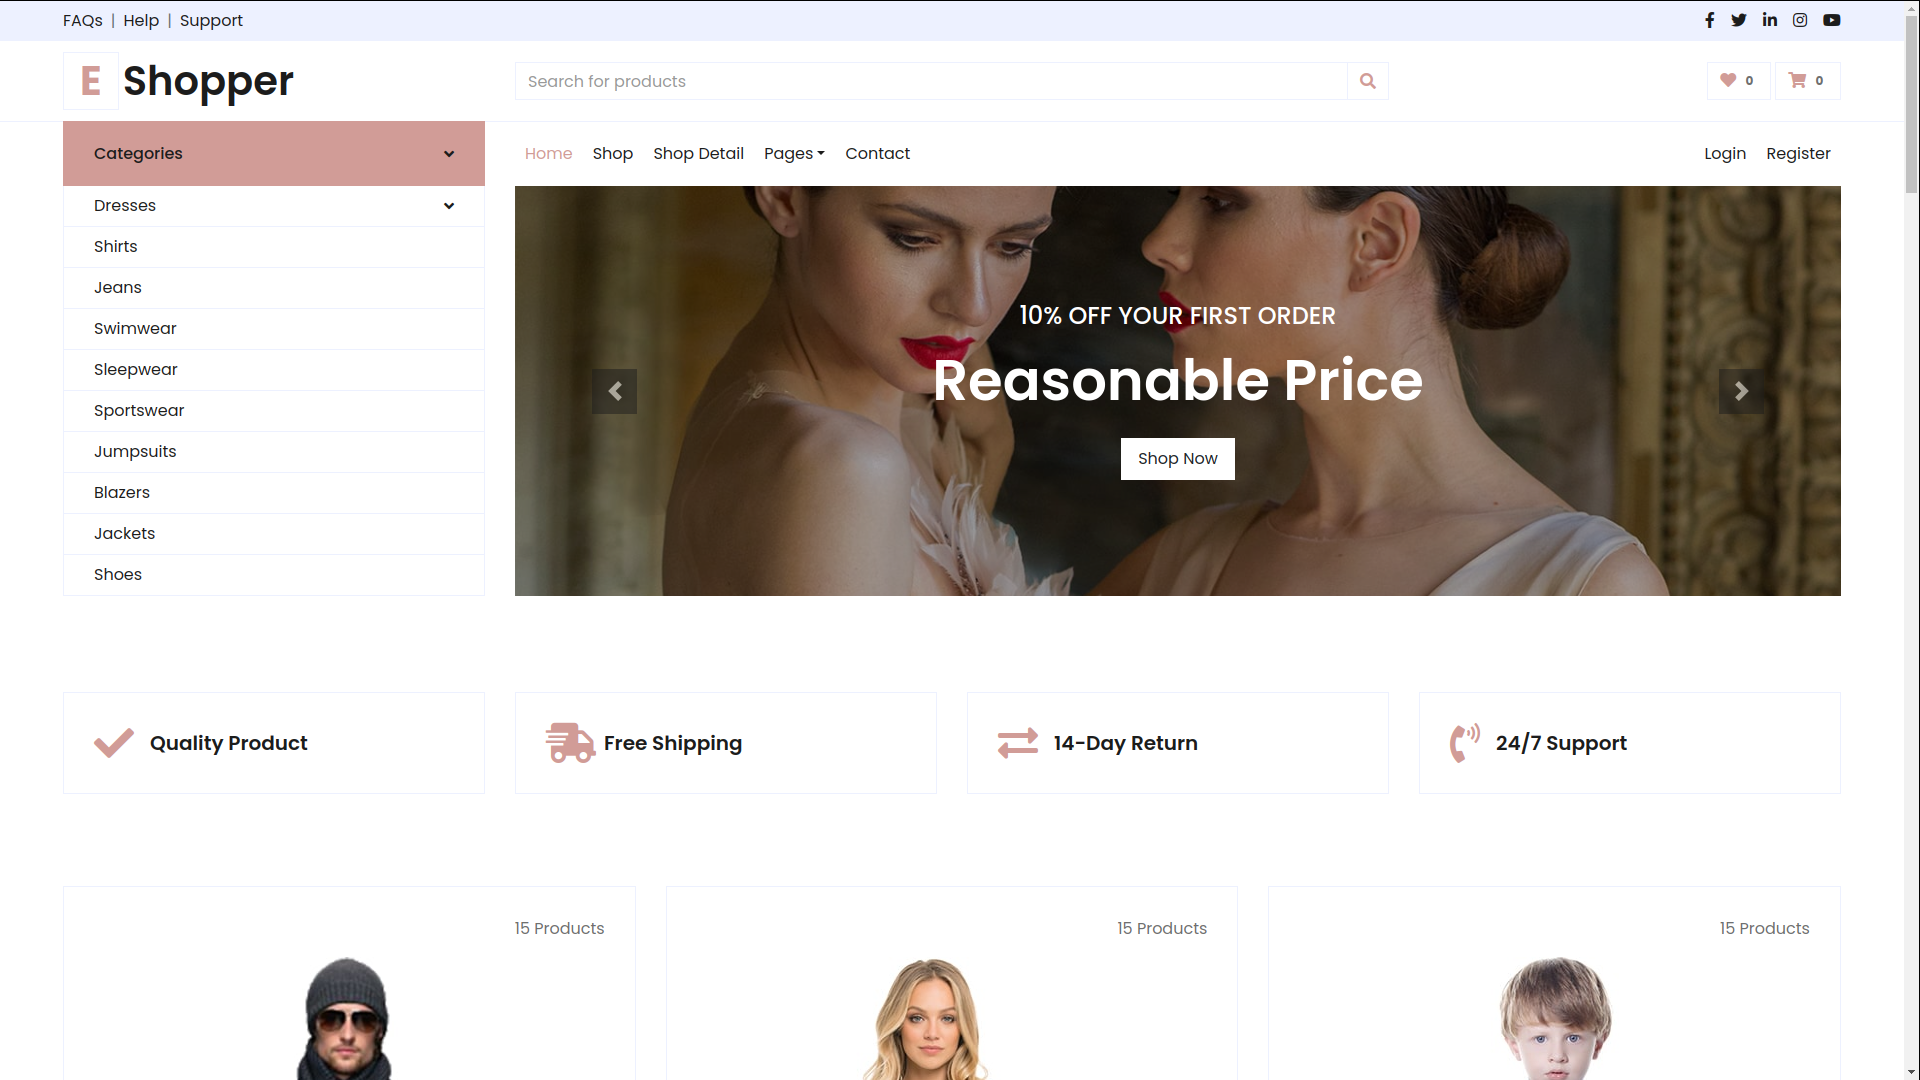 FAQs | Help | Support
E Shopper
Search for products
0
0
Categories
Home
Shop
Shop Detail
Pages
Contact
Login
Register
Dresses
Shirts
Jeans
Swimwear
Sleepwear
Sportswear
Jumpsuits
Blazers
Jackets
Shoes
10% OFF YOUR FIRST ORDER
Reasonable Price
Shop Now
Quality Product
Free Shipping
14-Day Return
24/7 Support
15 Products
15 Products
15 Products